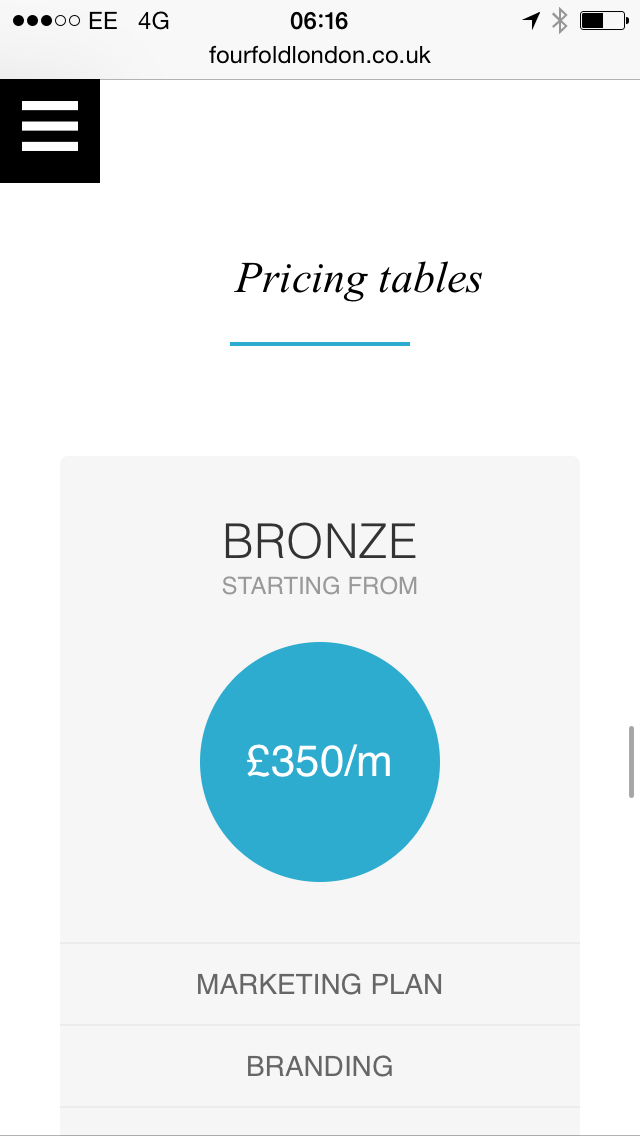 EE 4G 06:16
fourfoldlondon.co.uk
Pricing tables
BRONZE
STARTING FROM
£350/m
MARKETING PLAN
BRANDING